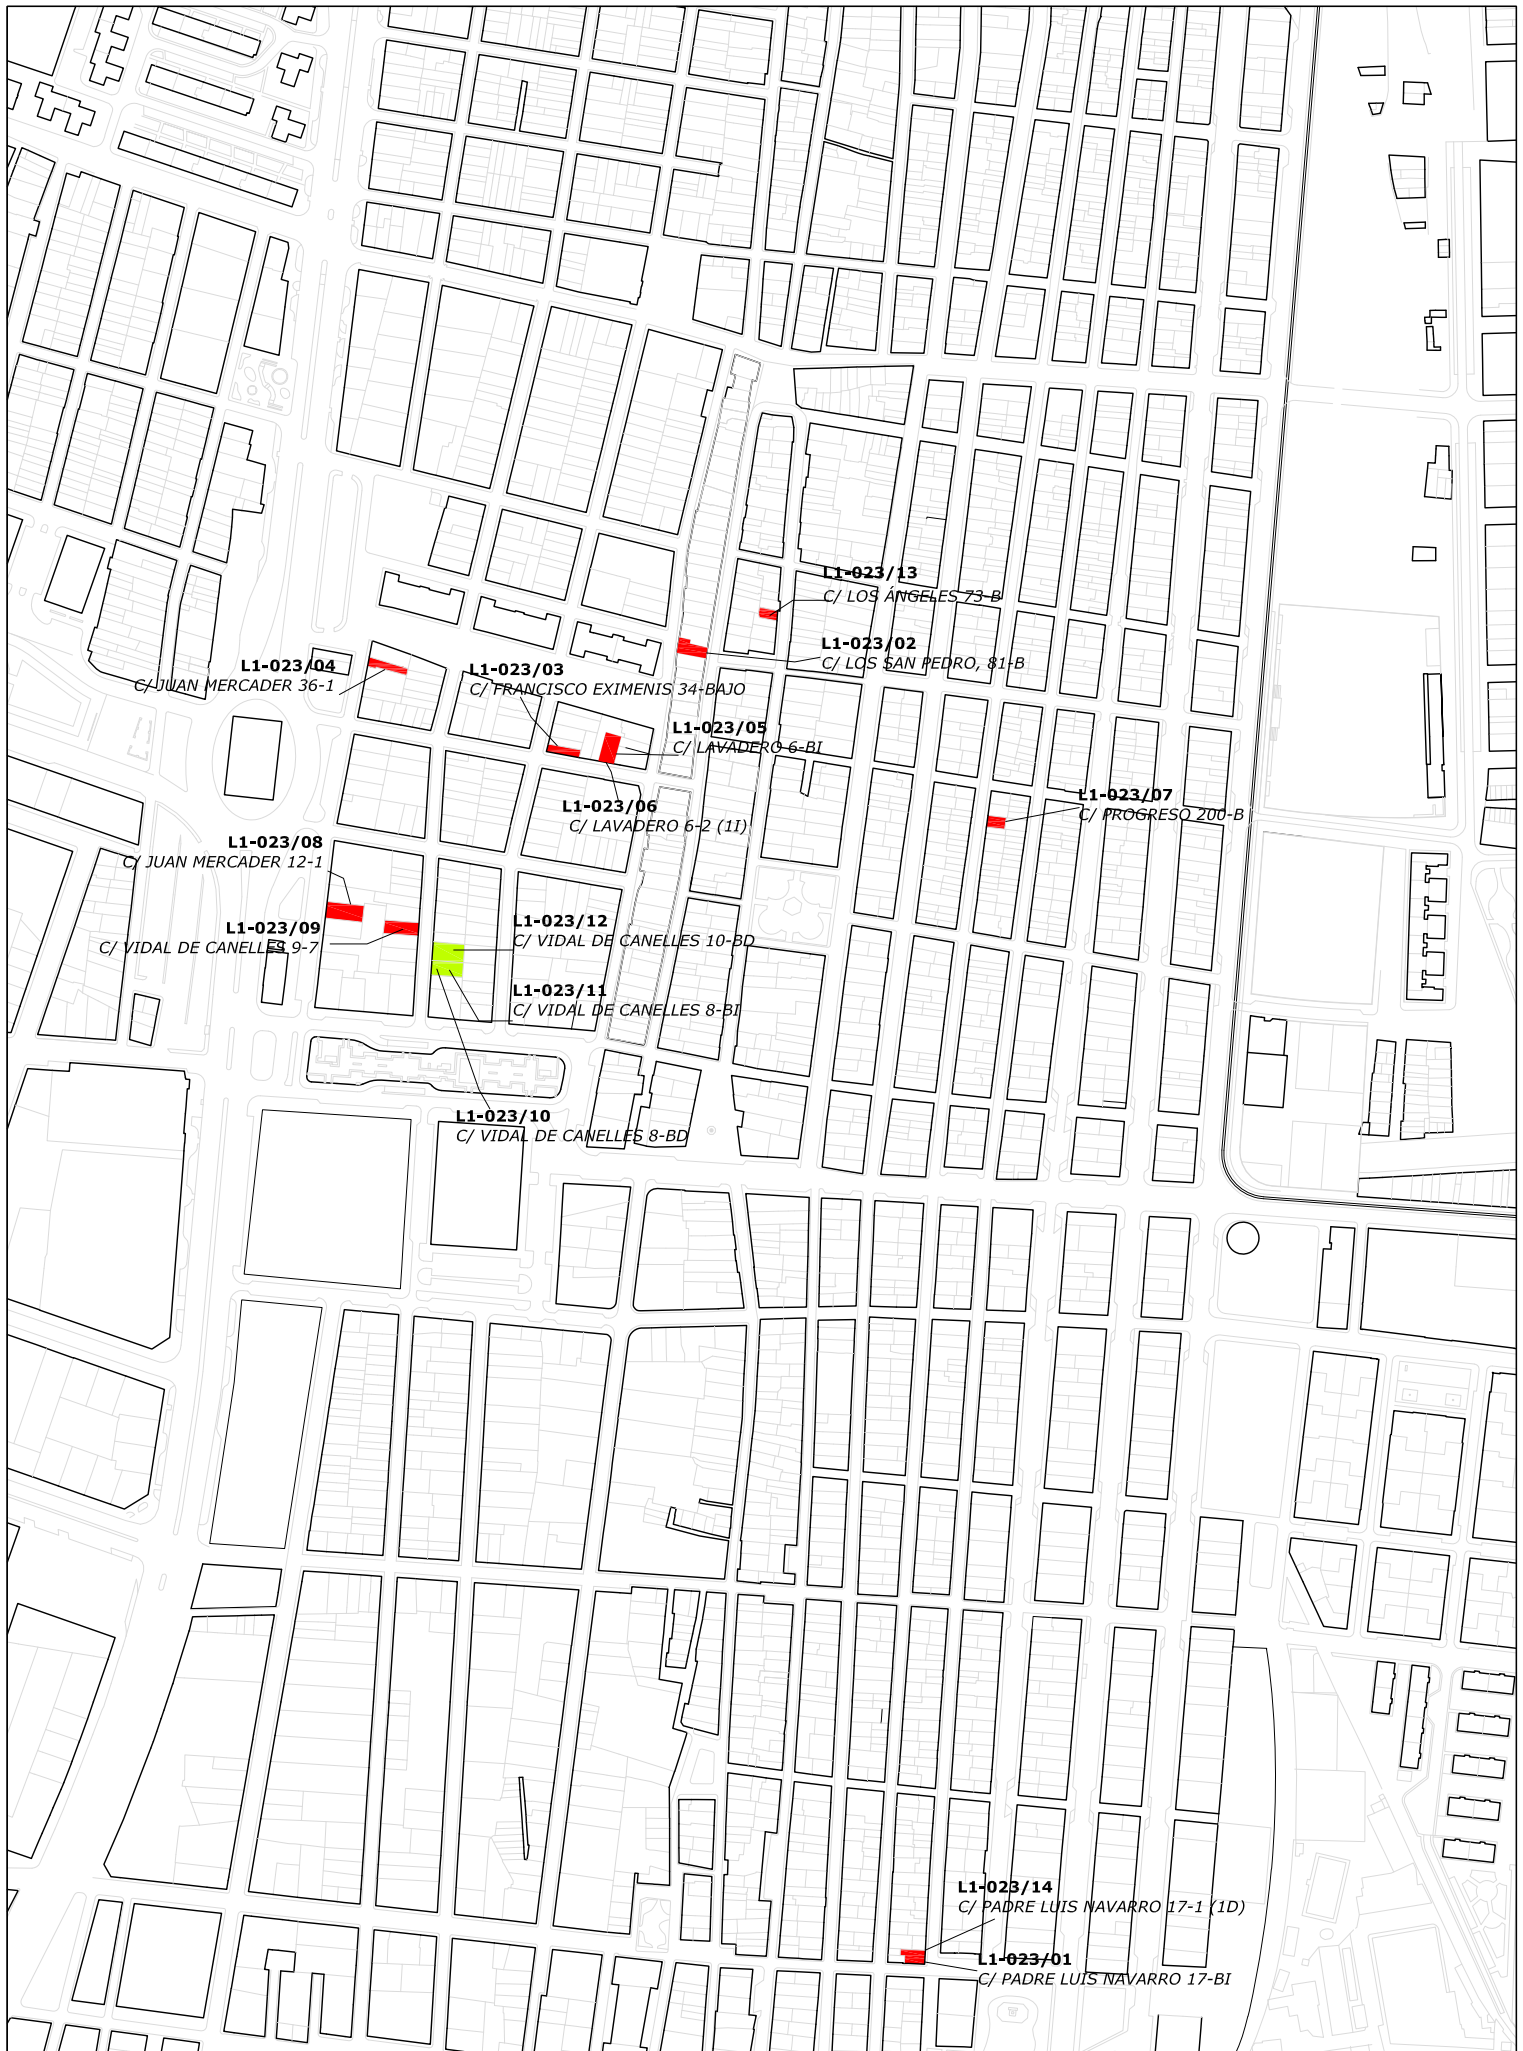 L1-023/13
C/ LOS ÁNGELES 73-B
L1-023/02
C/ LOS SAN PEDRO, 81-B
L1-023/04
C/ JUAN MERCADER 36-1
L1-023/03
C/ FRANCISCO EXIMENIS 34-BAJO
L1-023/05
C/ LAVADERO 6-BI
L1-023/06
C/ LAVADERO 6-2 (1I)
L1-023/07
C/ PROGRESO 200-B
L1-023/08
C/ JUAN MERCADER 12-1
L1-023/09
C/ VIDAL DE CANELLES 9-7
L1-023/12
C/ VIDAL DE CANELLES 10-BD
L1-023/11
C/ VIDAL DE CANELLES 8-BI
L1-023/10
C/ VIDAL DE CANELLES 8-BD
L1-023/14
C/ PADRE LUIS NAVARRO 17-1 (1D)
L1-023/01
C/ PADRE LUIS NAVARRO 17-BI